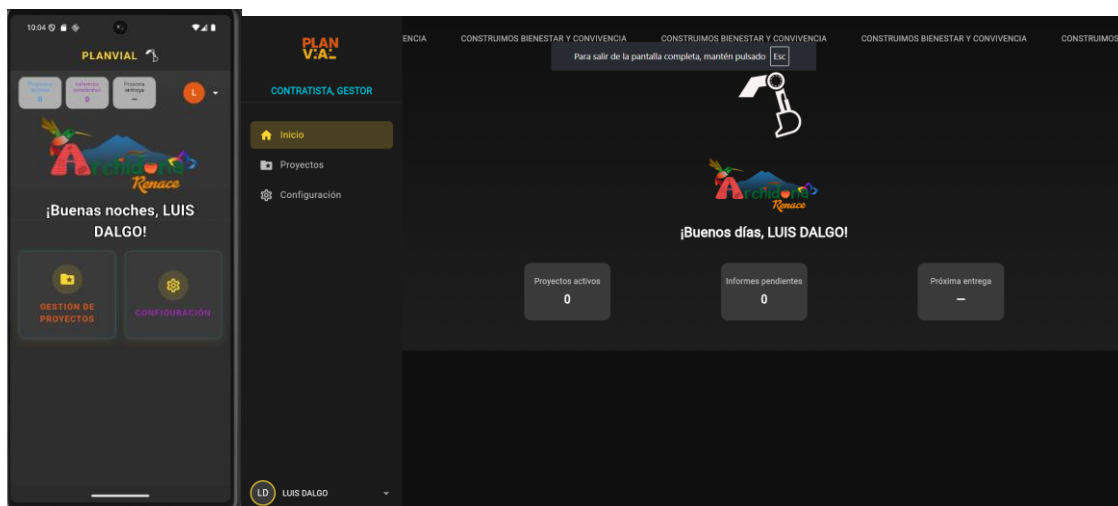 10:04
PLANVIAL
Informes pendientes
0
Próxima entrega
—
0
L
Archidona
Renace
¡Buenas noches, LUIS
DALGO!
GESTIÓN DE
PROYECTOS
CONFIGURACIÓN
PLAN
VIAL
CONTRATISTA, GESTOR
Inicio
Proyectos
Configuración
LD LUIS DALGO
ENCIA CONSTRUIMOS BIENESTAR Y CONVIVENCIA CONSTRUIMOS BIENESTAR Y CONVIVENCIA CONSTRUIMOS BIENESTAR Y CONVIVENCIA CONSTRUIMOS
Para salir de la pantalla completa, mantén pulsado Esc
Archidona
Renace
¡Buenos días, LUIS DALGO!
Proyectos activos
0
Informes pendientes
0
Próxima entrega
—